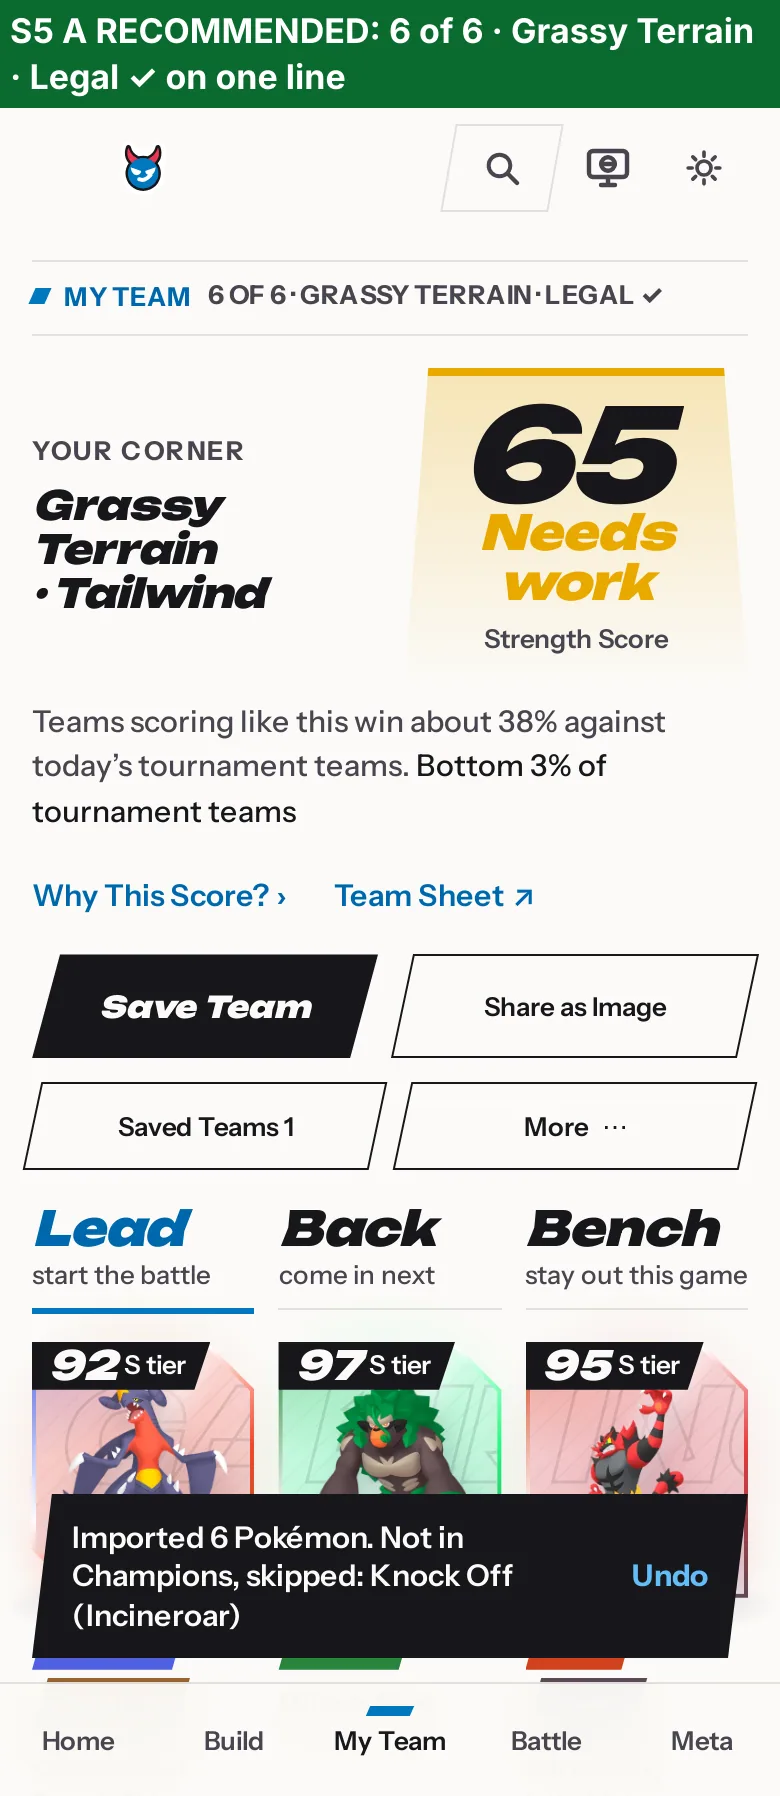 S5 A RECOMMENDED: 6 of 6 · Grassy Terrain
· Legal ✓ on one line
MY TEAM 6 OF 6 · GRASSY TERRAIN · LEGAL ✓
YOUR CORNER
Grassy
Terrain
· Tailwind
65
Needs
work
Strength Score
Teams scoring like this win about 38% against
today’s tournament teams. Bottom 3% of
tournament teams
Why This Score? › Team Sheet ↗
Save Team Share as Image
Saved Teams 1 More ···
Lead Back Bench
start the battle come in next stay out this game
92 S tier 97 S tier 95 S tier
Imported 6 Pokémon. Not in
Champions, skipped: Knock Off
(Incineroar)
Undo
Home Build My Team Battle Meta